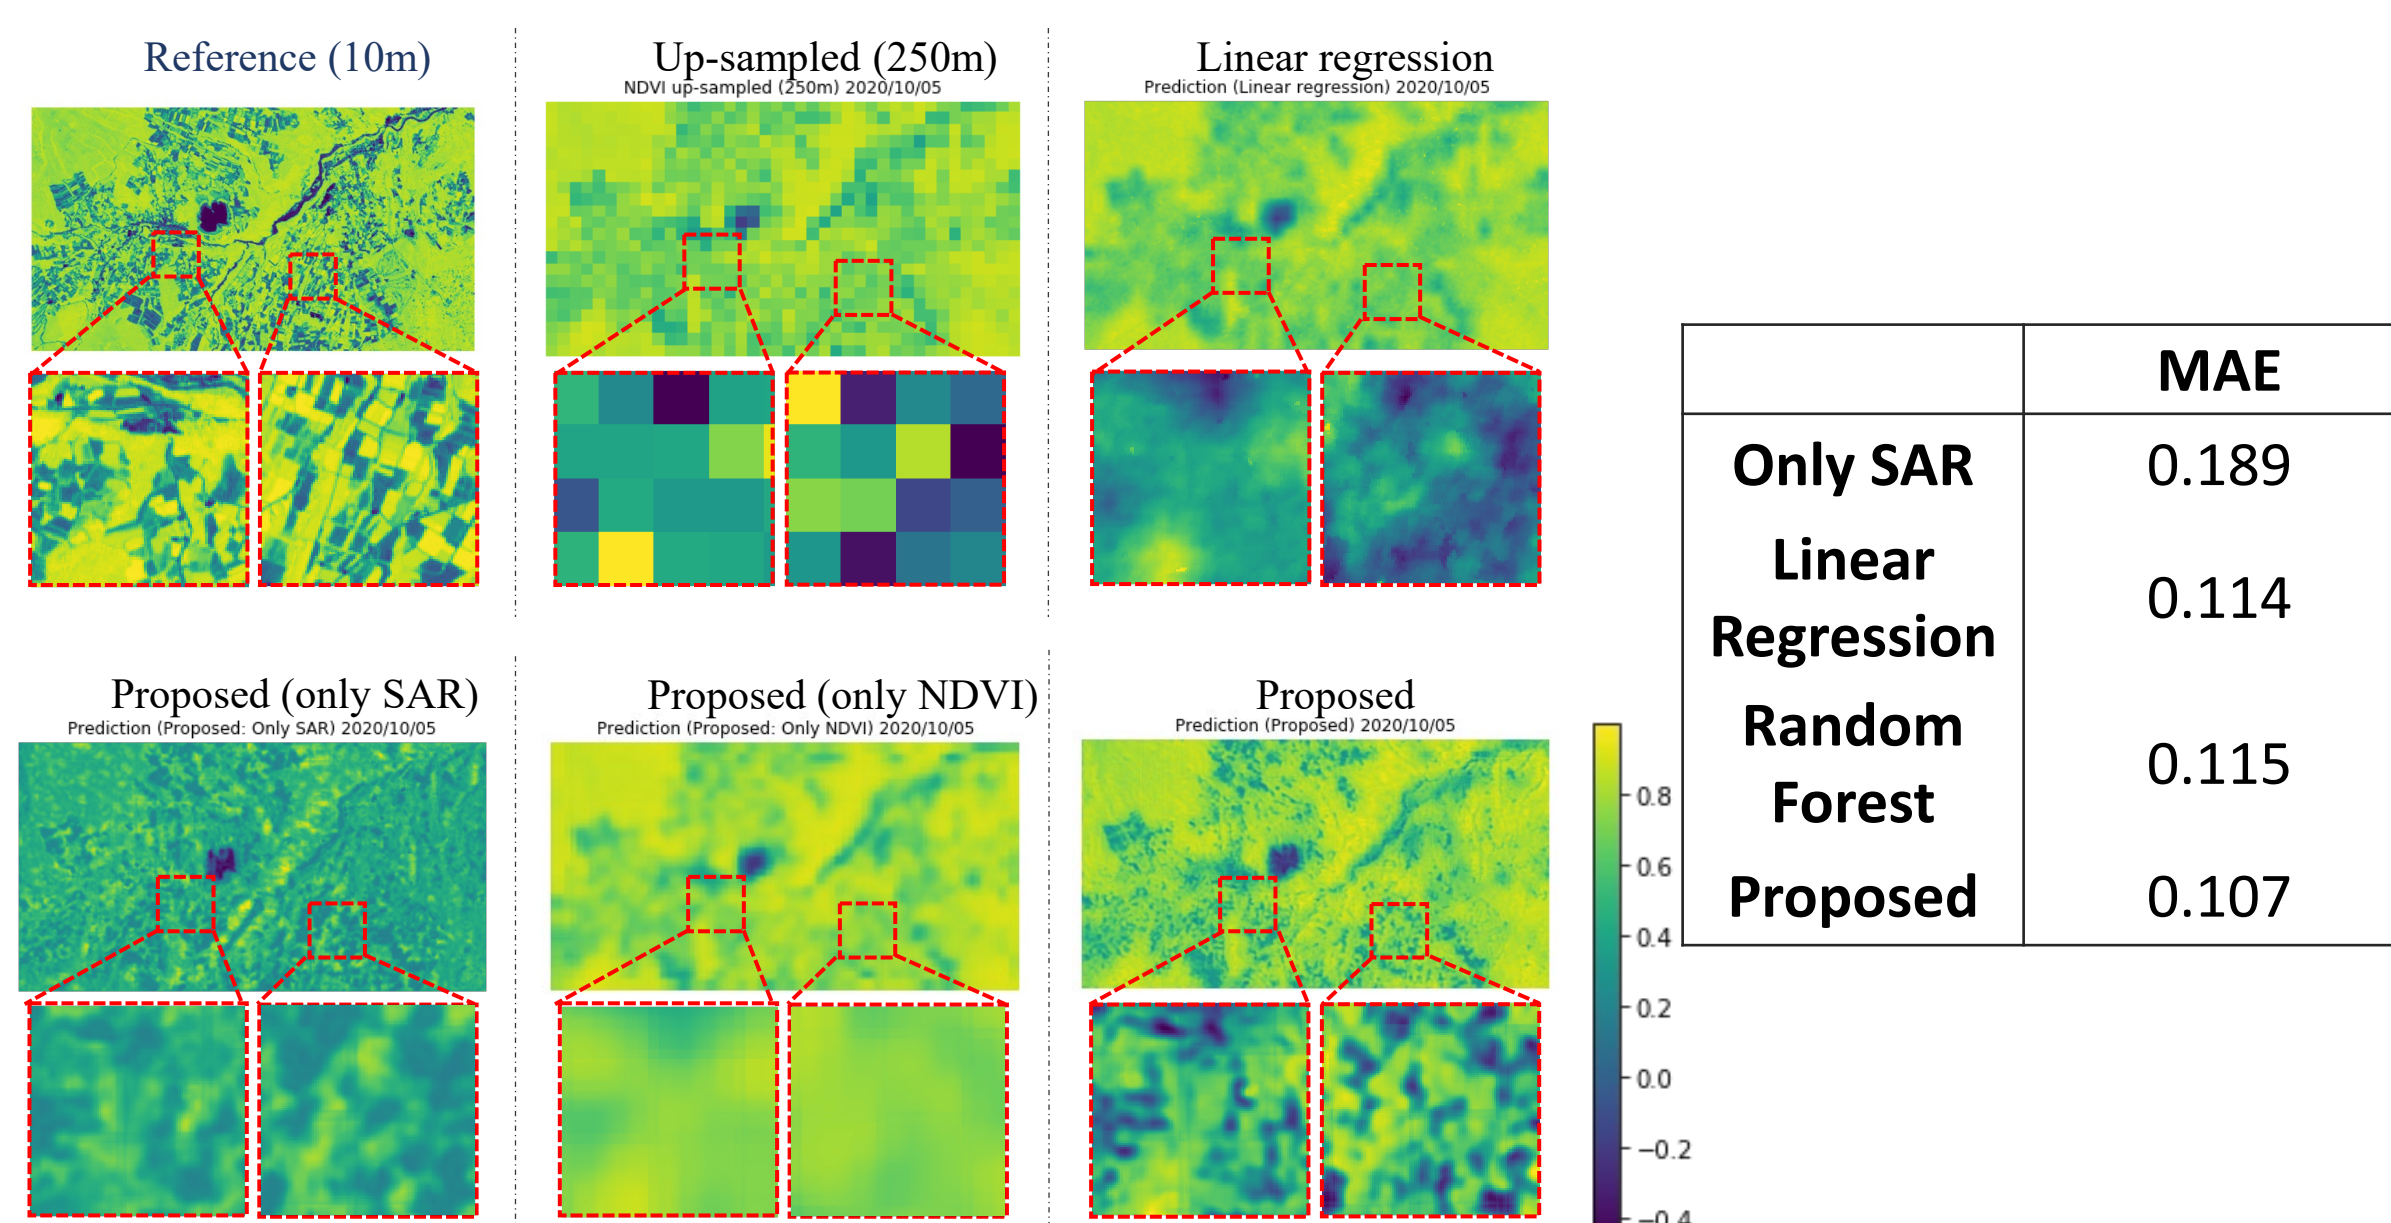 Reference (10m)
Up-sampled (250m)
NDVI up-sampled (250m) 2020/10/05
Linear regression
Prediction (Linear regression) 2020/10/05
Proposed (only SAR)
Prediction (Proposed: Only SAR) 2020/10/05
Proposed (only NDVI)
Prediction (Proposed: Only NDVI) 2020/10/05
Proposed
Prediction (Proposed) 2020/10/05
0.8
0.6
0.4
0.2
0.0
−0.2
−0.4
MAE
Only SAR 0.189
Linear
Regression 0.114
Random
Forest 0.115
Proposed 0.107